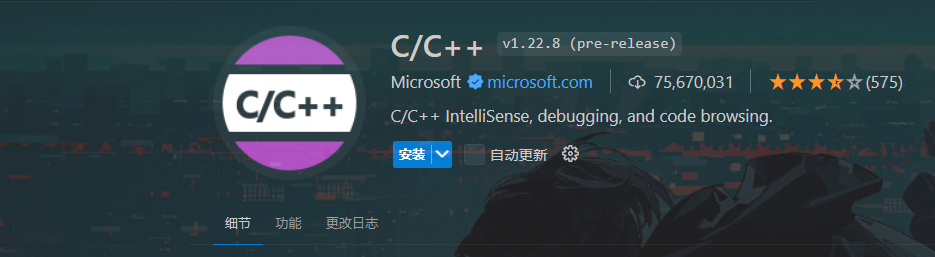 C/C++
C/C++ v1.22.8 (pre-release)
Microsoft microsoft.com 75,670,031 (575)
C/C++ IntelliSense, debugging, and code browsing.
安装 自动更新
细节 功能 更改日志